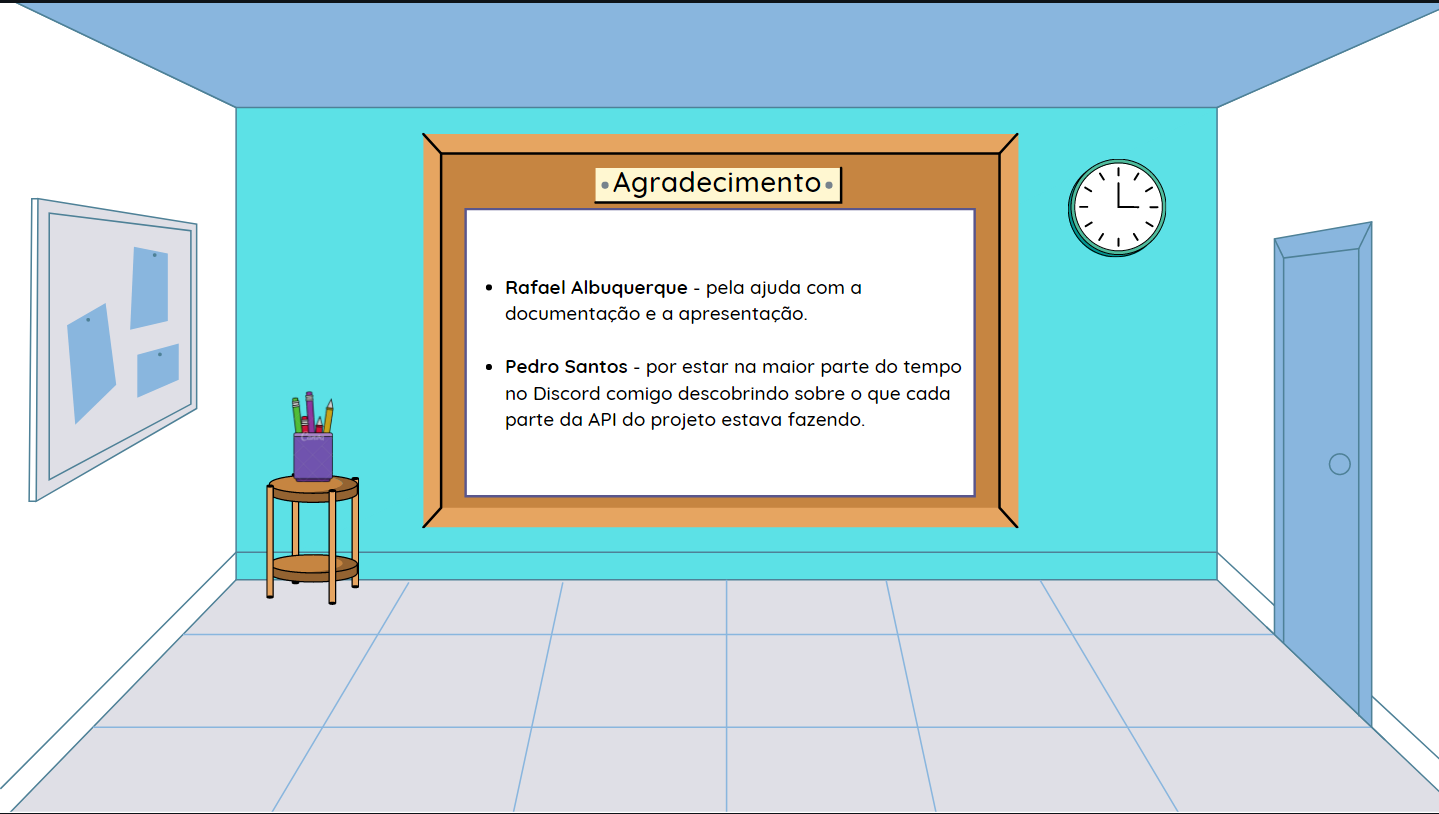 Agradecimento
Rafael Albuquerque - pela ajuda com a
documentação e a apresentação.
Pedro Santos - por estar na maior parte do tempo
no Discord comigo descobrindo sobre o que cada
parte da API do projeto estava fazendo.